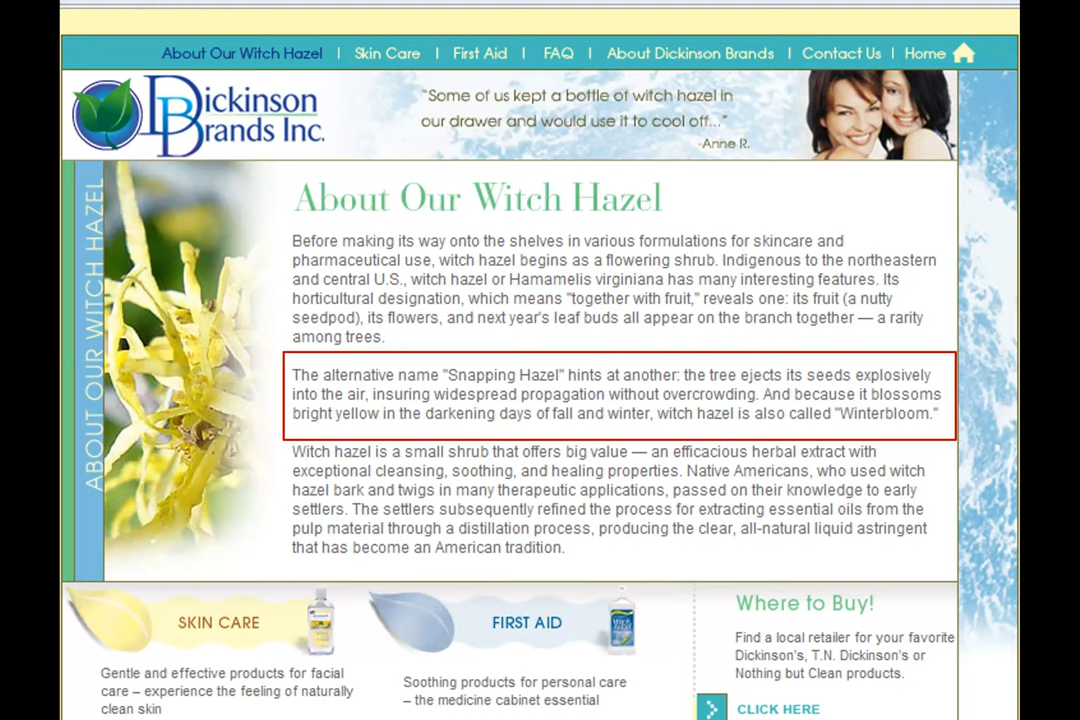 About Our Witch Hazel | Skin Care | First Aid | FAQ | About Dickinson Brands | Contact Us | Home
Dickinson
Brands Inc.
"Some of us kept a bottle of witch hazel in
our drawer and would use it to cool off..."
-Anne R.
ABOUT OUR WITCH HAZEL
About Our Witch Hazel
Before making its way onto the shelves in various formulations for skincare and
pharmaceutical use, witch hazel begins as a flowering shrub. Indigenous to the northeastern
and central U.S., witch hazel or Hamamelis virginiana has many interesting features. Its
horticultural designation, which means "together with fruit," reveals one: its fruit (a nutty
seedpod), its flowers, and next year's leaf buds all appear on the branch together — a rarity
among trees.
The alternative name "Snapping Hazel" hints at another: the tree ejects its seeds explosively
into the air, insuring widespread propagation without overcrowding. And because it blossoms
bright yellow in the darkening days of fall and winter, witch hazel is also called "Winterbloom."
Witch hazel is a small shrub that offers big value — an efficacious herbal extract with
exceptional cleansing, soothing, and healing properties. Native Americans, who used witch
hazel bark and twigs in many therapeutic applications, passed on their knowledge to early
settlers. The settlers subsequently refined the process for extracting essential oils from the
pulp material through a distillation process, producing the clear, all-natural liquid astringent
that has become an American tradition.
SKIN CARE
Gentle and effective products for facial
care – experience the feeling of naturally
clean skin
FIRST AID
Soothing products for personal care
– the medicine cabinet essential
Where to Buy!
Find a local retailer for your favorite
Dickinson's, T.N. Dickinson's or
Nothing but Clean products.
CLICK HERE